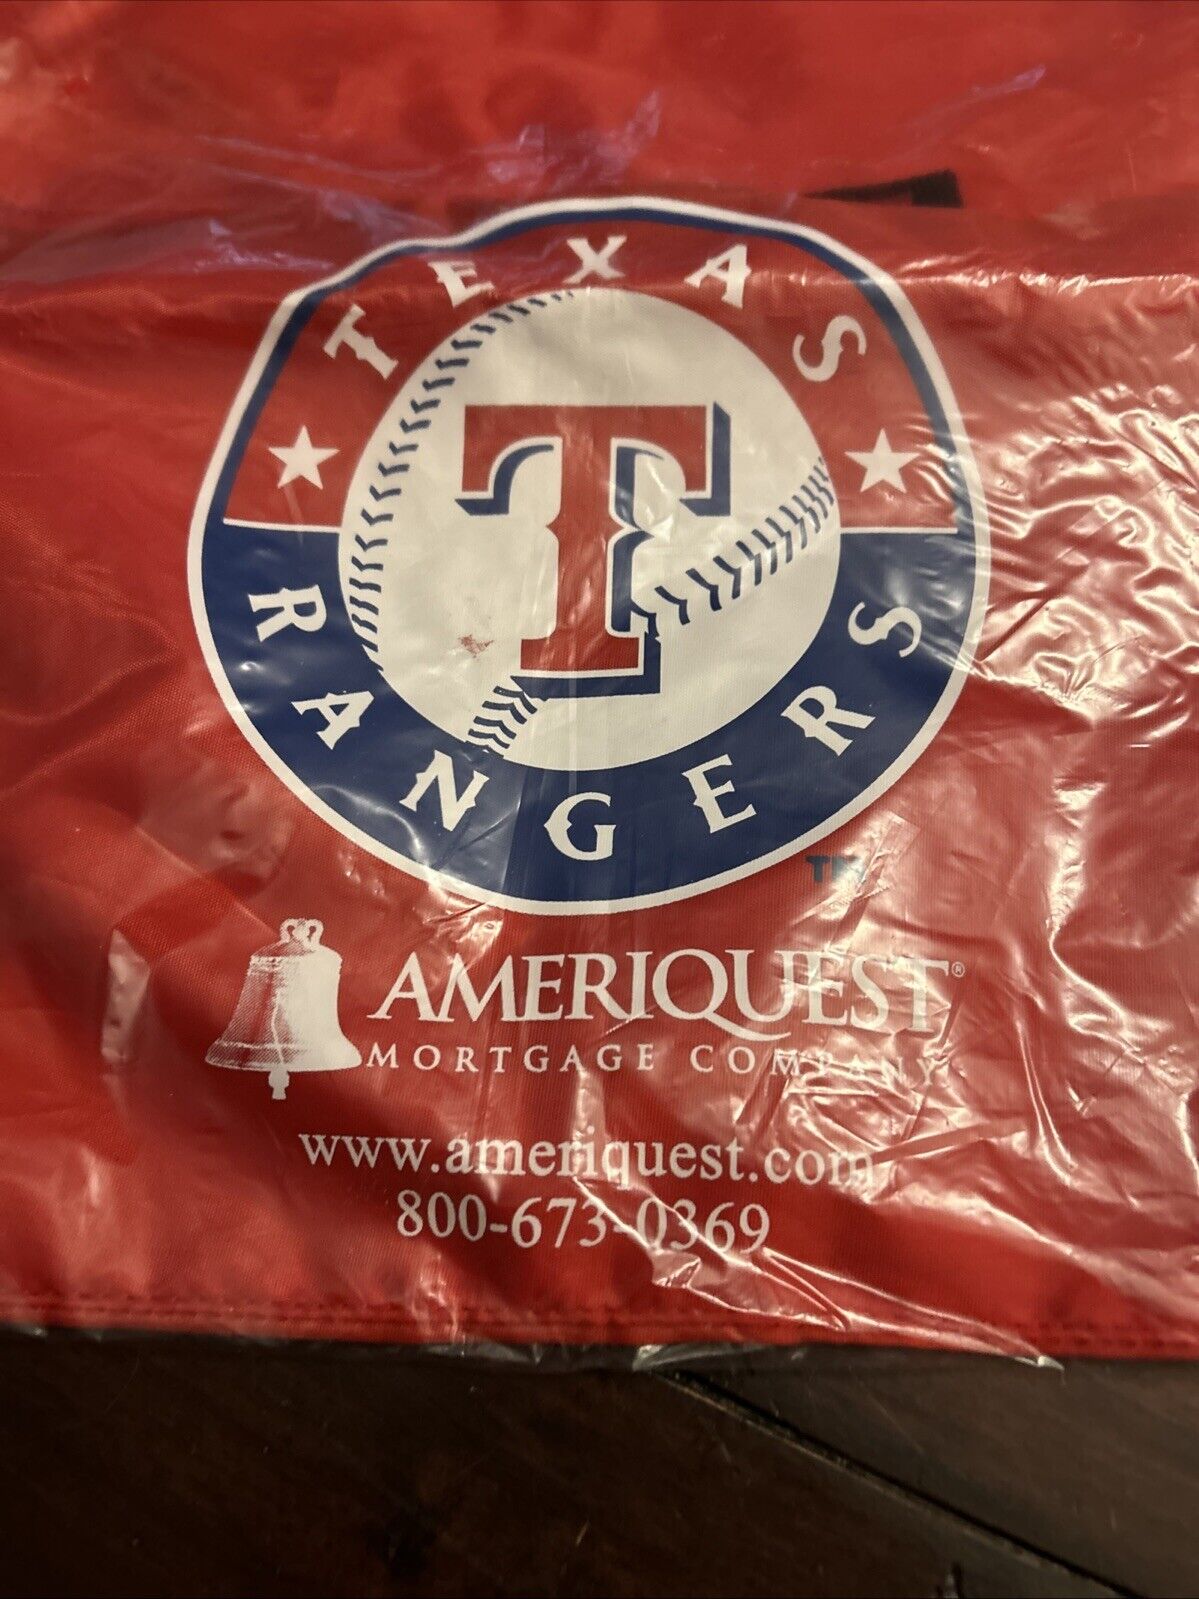 TEXAS
T
RANGERS
TM
AMERIQUEST®
MORTGAGE COMPANY
www.ameriquest.com
800-673-0369